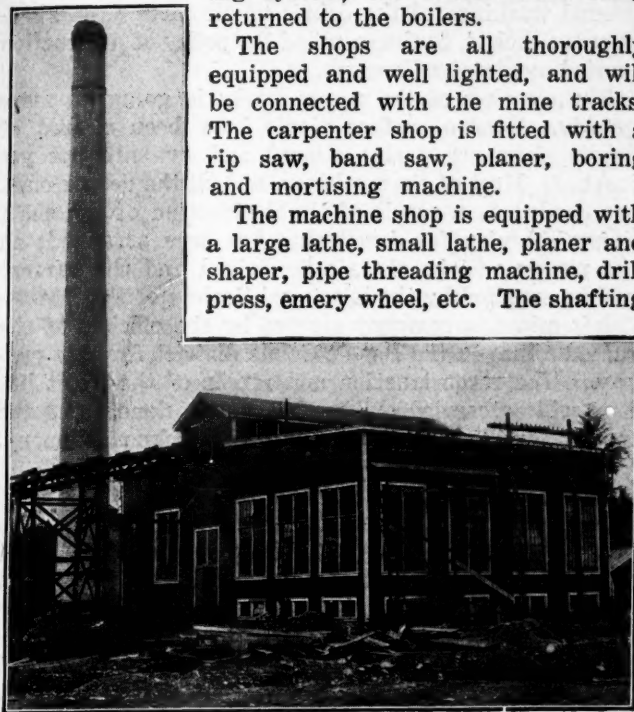 returned to the boilers.
The shops are all thoroughly
equipped and well lighted, and wil
be connected with the mine tracks.
The carpenter shop is fitted with
rip saw, band saw, planer, boring
and mortising machine.
The machine shop is equipped with
a large lathe, small lathe, planer and
shaper, pipe threading machine, dril
press, emery wheel, etc. The shafting